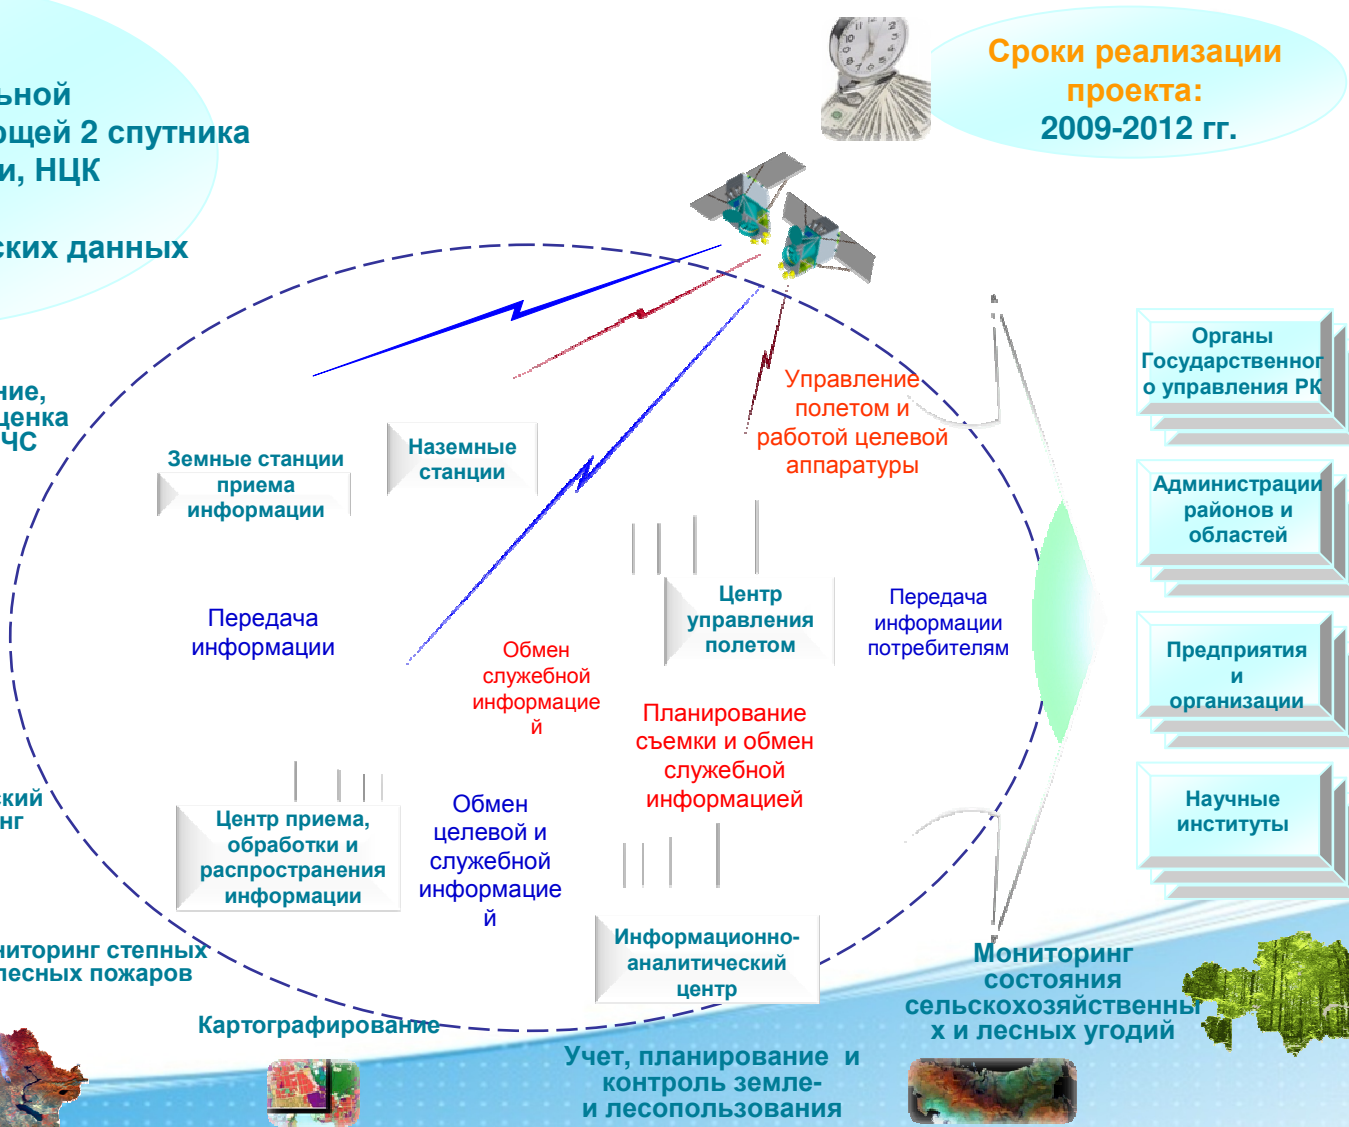 Сроки реализации
проекта:
2009-2012 гг.
ьной
ющей 2 спутника
и, НЦК
ских данных
ние,
ценка
ЧС
Земные станции
приема
информации
Наземные
станции
Управление
полетом и
работой целевой
аппаратуры
Органы
Государственног
о управления РК
Администрации
районов и
областей
Предприятия
и
организации
Научные
институты
Передача
информации
Обмен
служебной
информацие
й
Центр
управления
полетом
Передача
информации
потребителям
Планирование
съемки и обмен
служебной
информацией
ский
нг
Центр приема,
обработки и
распространения
информации
Обмен
целевой и
служебной
информацие
й
Информационно-
аналитический
центр
ниторинг степных
лесных пожаров
Картографирование
Учет, планирование и
контроль земле-
и лесопользования
Мониторинг
состояния
сельскохозяйственны
х и лесных угодий